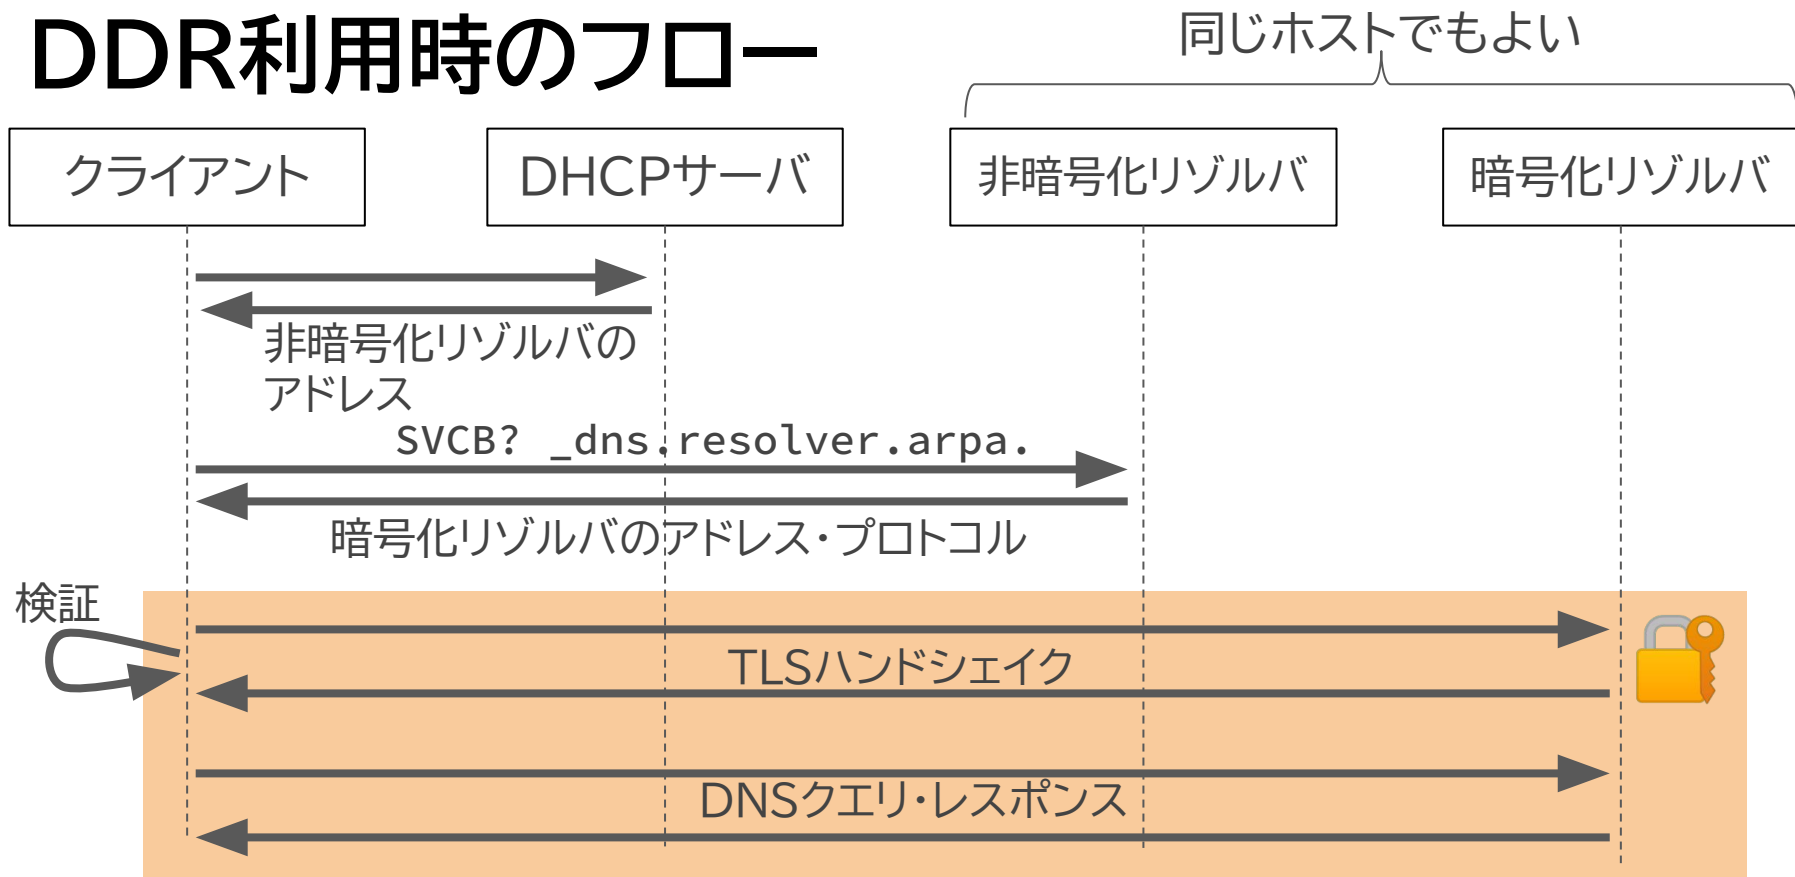 DDR利用時のフロー
同じホストでもよい
クライアント
DHCPサーバ
非暗号化リゾルバ
暗号化リゾルバ
非暗号化リゾルバの
アドレス
SVCB? _dns.resolver.arpa.
暗号化リゾルバのアドレス・プロトコル
検証
TLSハンドシェイク
DNSクエリ・レスポンス